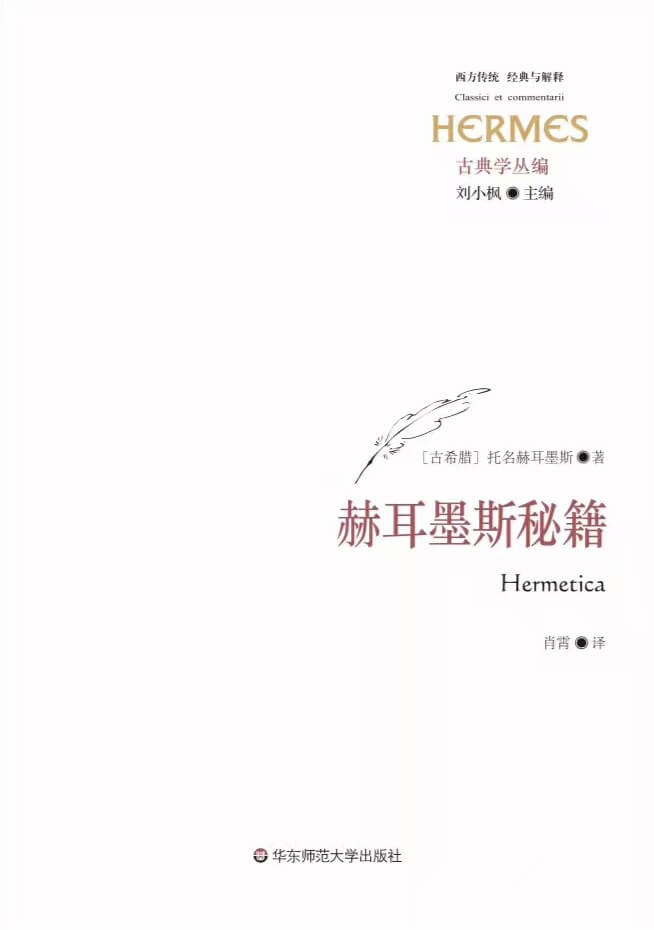 西方传统 经典与解释
Classici et commentarii
HERMES
古典学丛编
刘小枫◉主编
[古希腊] 托名赫耳墨斯◉著
赫耳墨斯秘籍
Hermetica
肖霄◉译
华东师范大学出版社